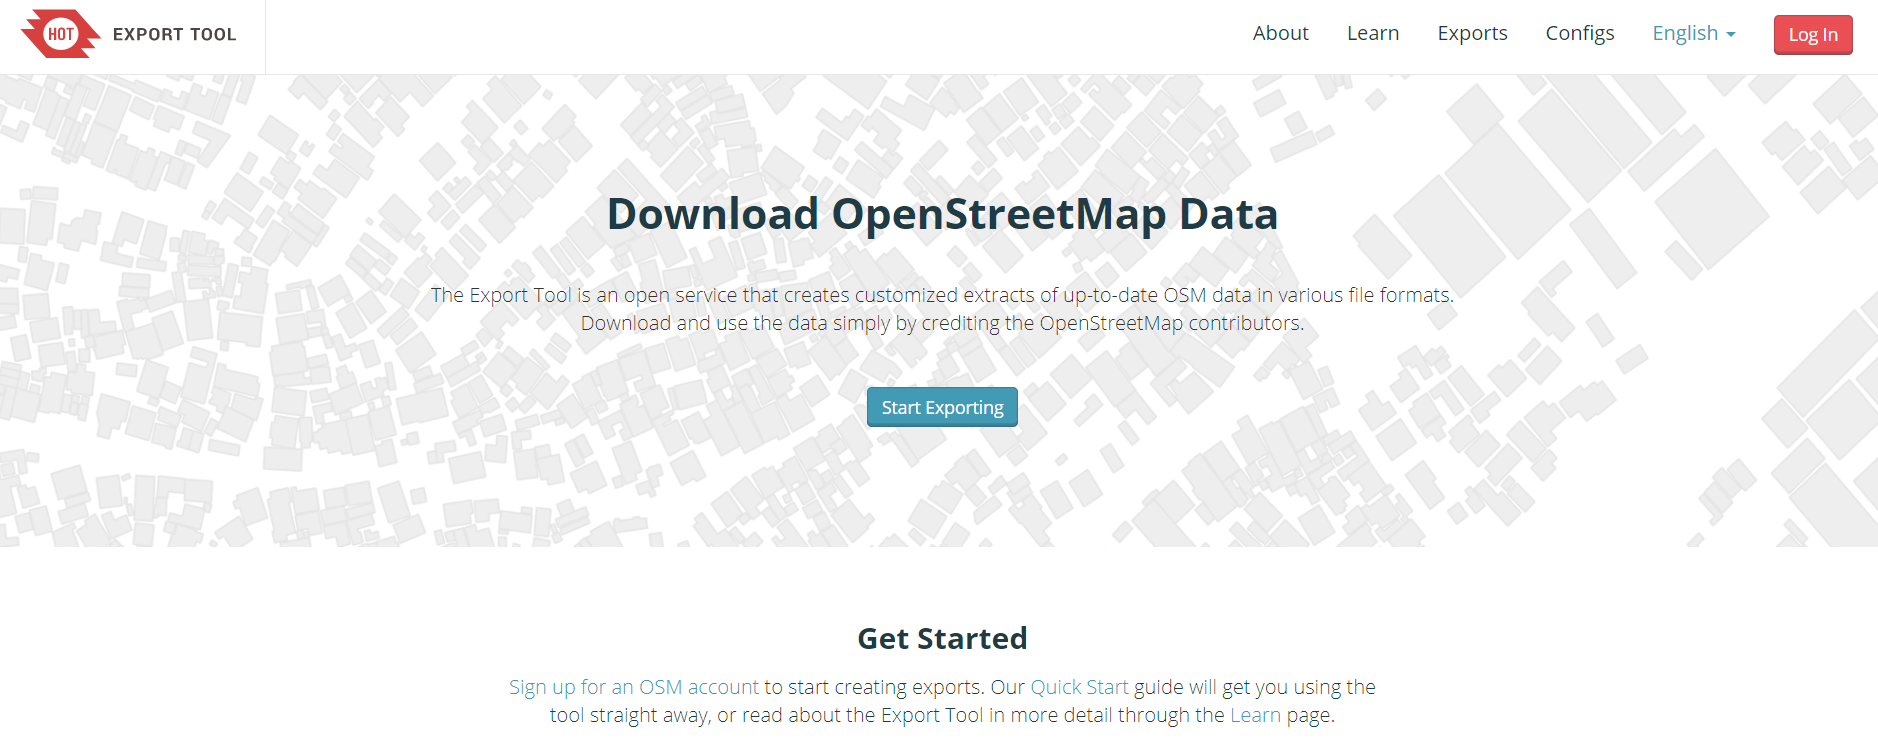 HOT EXPORT TOOL
About Learn Exports Configs English Log In
Download OpenStreetMap Data
The Export Tool is an open service that creates customized extracts of up-to-date OSM data in various file formats.
Download and use the data simply by crediting the OpenStreetMap contributors.
Start Exporting
Get Started
Sign up for an OSM account to start creating exports. Our Quick Start guide will get you using the
tool straight away, or read about the Export Tool in more detail through the Learn page.